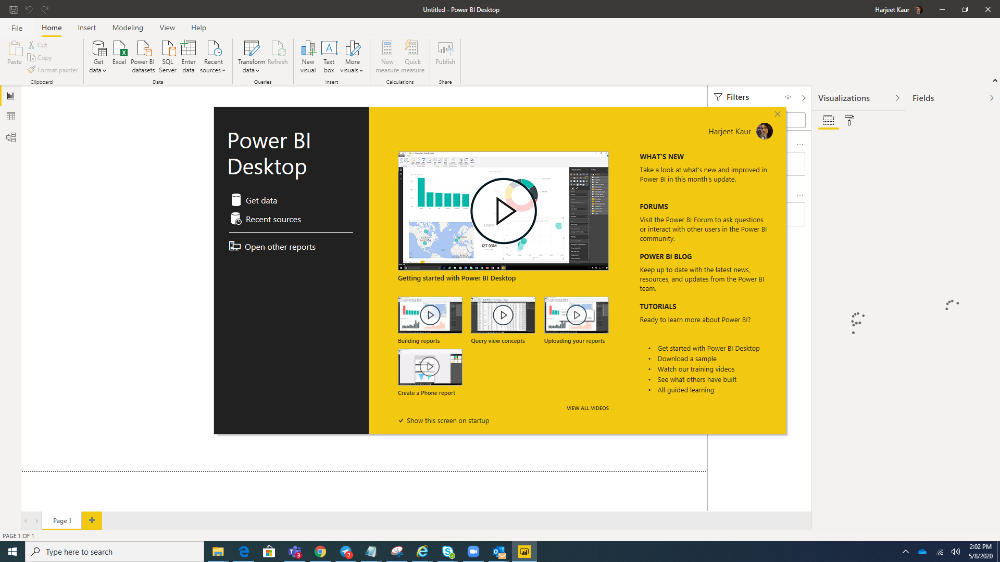 Untitled - Power BI Desktop
Harjeet Kaur
File
Home
Insert
Modeling
View
Help
Paste
Cut
Copy
Format painter
Clipboard
Get data
Excel
Power BI datasets
SQL Server
Enter data
Recent sources
Data
Transform data
Refresh
Queries
New visual
Text box
More visuals
Insert
New measure
Quick measure
Calculations
Publish
Share
Filters
Visualizations
Fields
Power BI
Desktop
Get data
Recent sources
Open other reports
Harjeet Kaur
NORTH AMERICA
EUROPE
AFRICA
1.13M
127.93M
Getting started with Power BI Desktop
Building reports
Query view concepts
Uploading your reports
Create a Phone report
VIEW ALL VIDEOS
Show this screen on startup
WHAT'S NEW
Take a look at what's new and improved in
Power BI in this month's update.
FORUMS
Visit the Power BI Forum to ask questions
or interact with other users in the Power BI
community.
POWER BI BLOG
Keep up to date with the latest news,
resources, and updates from the Power BI
team.
TUTORIALS
Ready to learn more about Power BI?
• Get started with Power BI Desktop
• Download a sample
• Watch our training videos
• See what others have built
• All guided learning
Page 1
PAGE 1 OF 1
Type here to search
3
7
2:02 PM
5/8/2020